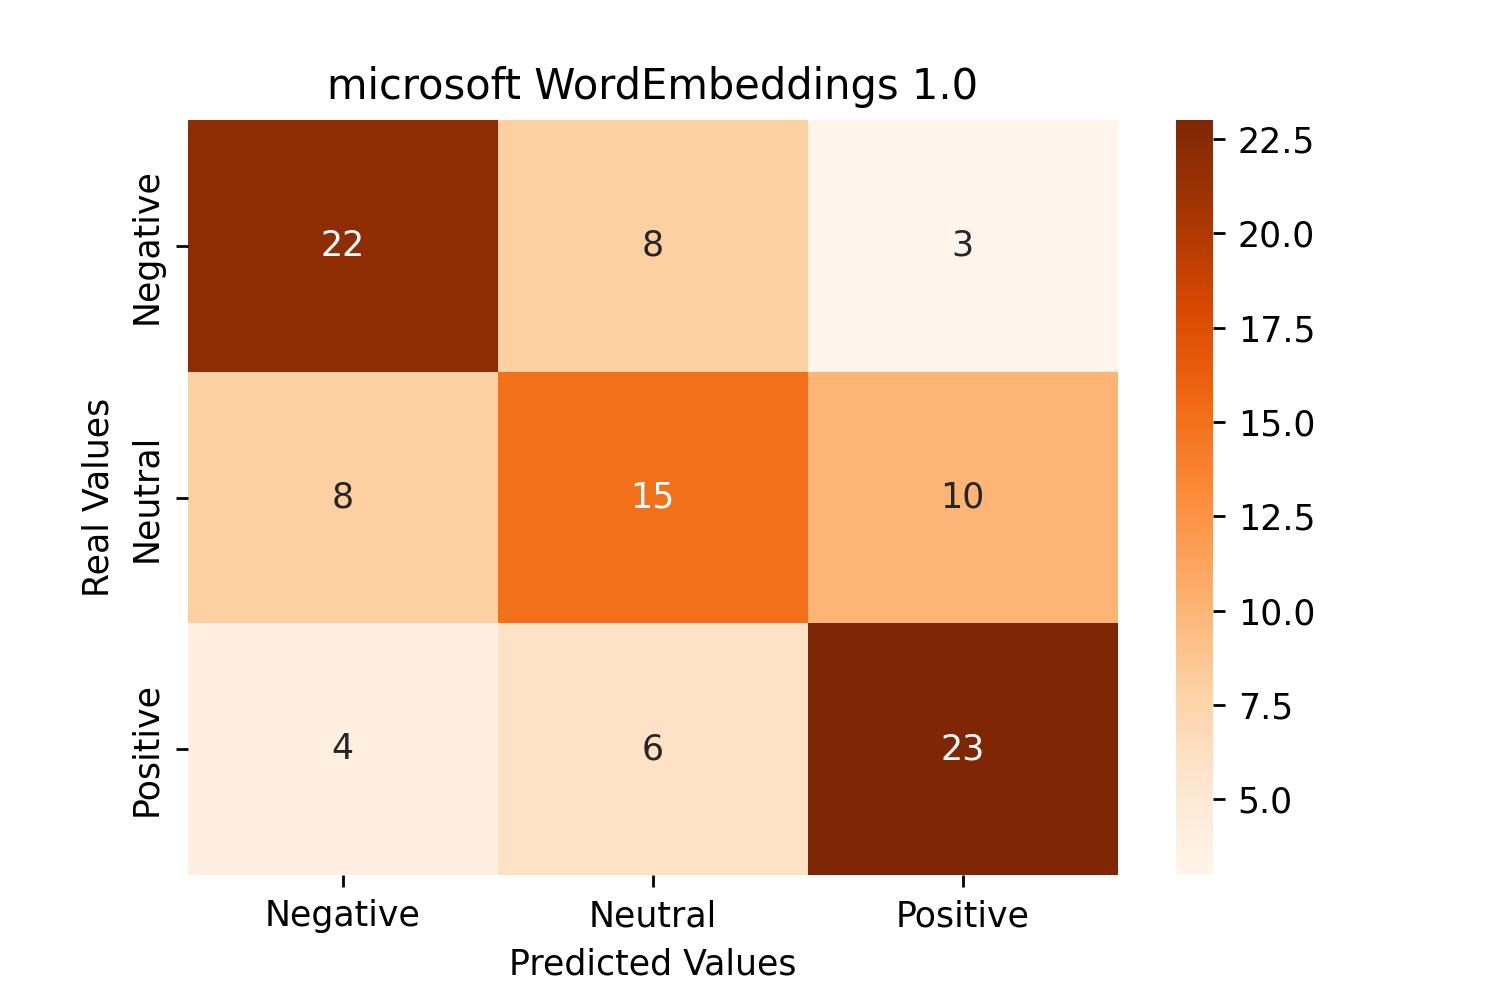 microsoft WordEmbeddings 1.0
Real Values
Negative
22 8 3
Neutral
8 15 10
Positive
4 6 23
Negative Neutral Positive
Predicted Values
22.5
20.0
17.5
15.0
12.5
10.0
7.5
5.0